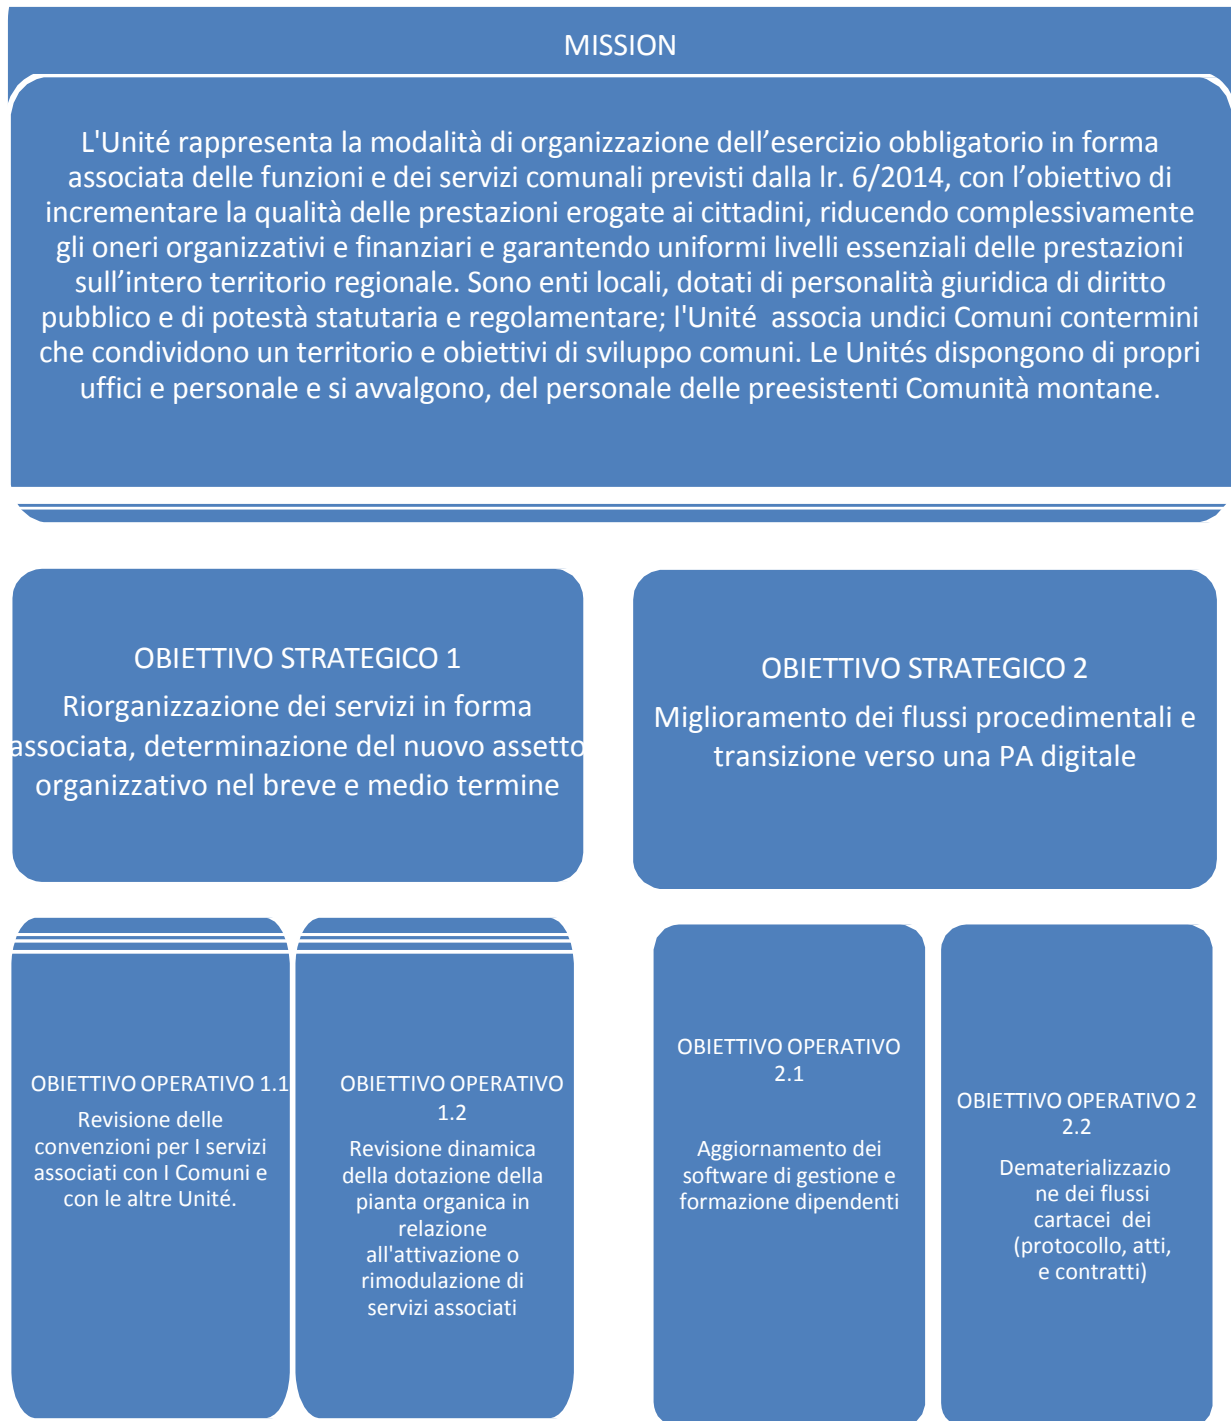 MISSION
L'Unité rappresenta la modalità di organizzazione dell’esercizio obbligatorio in forma
associata delle funzioni e dei servizi comunali previsti dalla lr. 6/2014, con l’obiettivo di
incrementare la qualità delle prestazioni erogate ai cittadini, riducendo complessivamente
gli oneri organizzativi e finanziari e garantendo uniformi livelli essenziali delle prestazioni
sull’intero territorio regionale. Sono enti locali, dotati di personalità giuridica di diritto
pubblico e di potestà statutaria e regolamentare; l'Unité  associa undici Comuni contermini
che condividono un territorio e obiettivi di sviluppo comuni. Le Unités dispongono di propri
uffici e personale e si avvalgono, del personale delle preesistenti Comunità montane.
OBIETTIVO STRATEGICO 1
Riorganizzazione dei servizi in forma
associata, determinazione del nuovo assetto
organizzativo nel breve e medio termine
OBIETTIVO STRATEGICO 2
Miglioramento dei flussi procedimentali e
transizione verso una PA digitale
OBIETTIVO OPERATIVO 1.1
Revisione delle
convenzioni per I servizi
associati con I Comuni e
con le altre Unité.
OBIETTIVO OPERATIVO
1.2
Revisione dinamica
della dotazione della
pianta organica in
relazione
all'attivazione o
rimodulazione di
servizi associati
OBIETTIVO OPERATIVO
2.1
Aggiornamento dei
software di gestione e
formazione dipendenti
OBIETTIVO OPERATIVO 2
2.2
Dematerializzazio
ne dei flussi
cartacei  dei
(protocollo, atti,
e contratti)